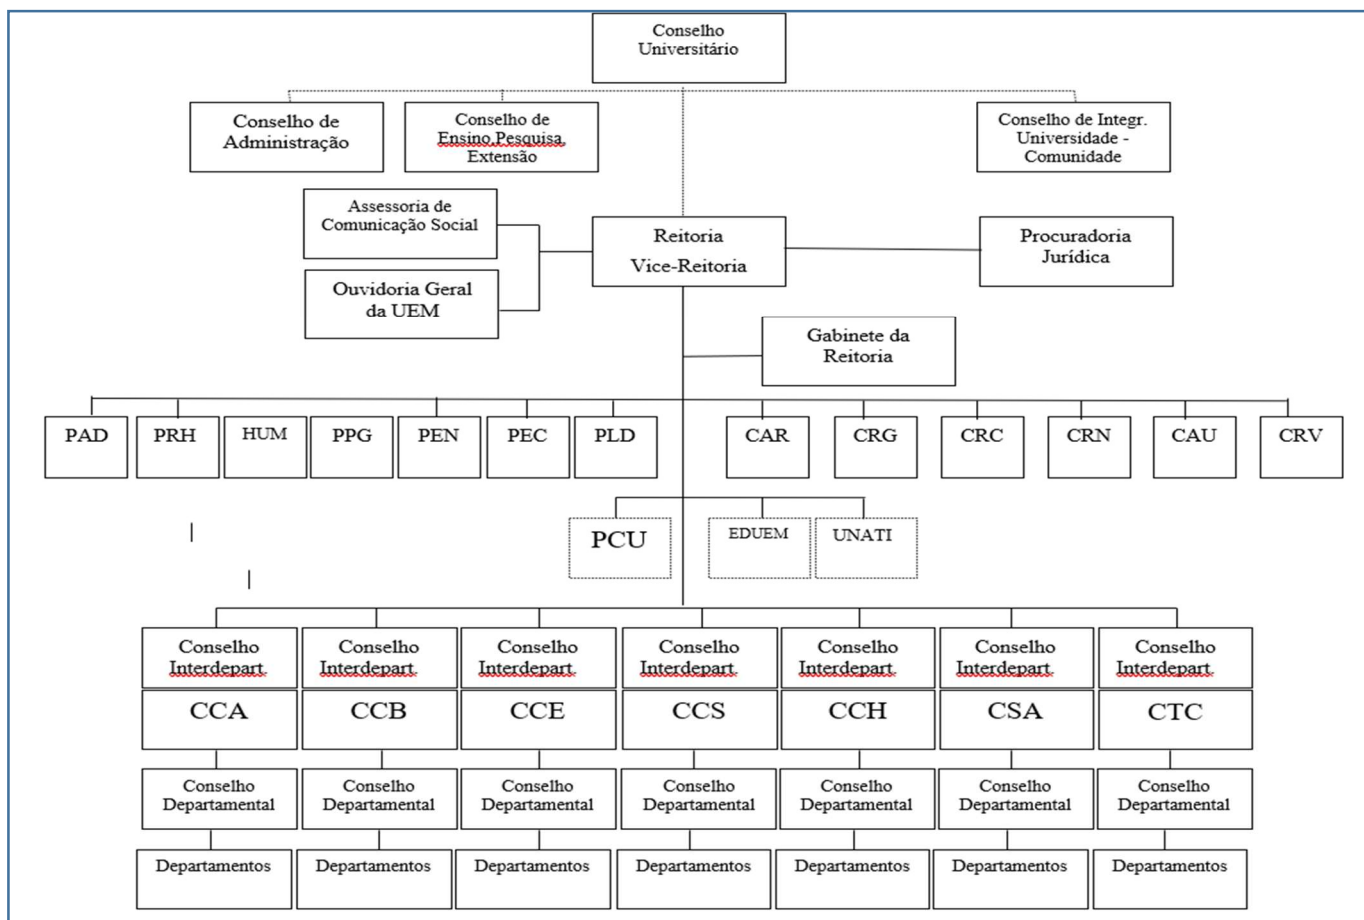 Conselho
Universitário
Conselho de
Administração
Conselho de
Ensino,Pesquisa,
Extensão
Conselho de Integr.
Universidade -
Comunidade
Assessoria de
Comunicação Social
Reitoria
Vice-Reitoria
Procuradoria
Jurídica
Ouvidoria Geral
da UEM
Gabinete da
Reitoria
PAD
PRH
HUM
PPG
PEN
PEC
PLD
CAR
CRG
CRC
CRN
CAU
CRV
PCU
EDUEM
UNATI
Conselho
Interdepart.
Conselho
Interdepart.
Conselho
Interdepart.
Conselho
Interdepart.
Conselho
Interdepart.
Conselho
Interdepart.
Conselho
Interdepart.
CCA
CCB
CCE
CCS
CCH
CSA
CTC
Conselho
Departamental
Conselho
Departamental
Conselho
Departamental
Conselho
Departamental
Conselho
Departamental
Conselho
Departamental
Conselho
Departamental
Departamentos
Departamentos
Departamentos
Departamentos
Departamentos
Departamentos
Departamentos